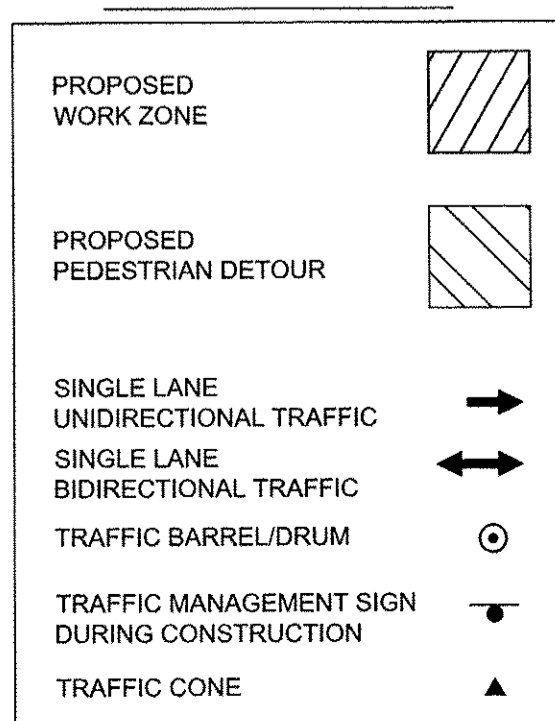 PROPOSED
WORK ZONE
PROPOSED
PEDESTRIAN DETOUR
SINGLE LANE
UNIDIRECTIONAL TRAFFIC
SINGLE LANE
BIDIRECTIONAL TRAFFIC
TRAFFIC BARREL/DRUM
TRAFFIC MANAGEMENT SIGN
DURING CONSTRUCTION
TRAFFIC CONE